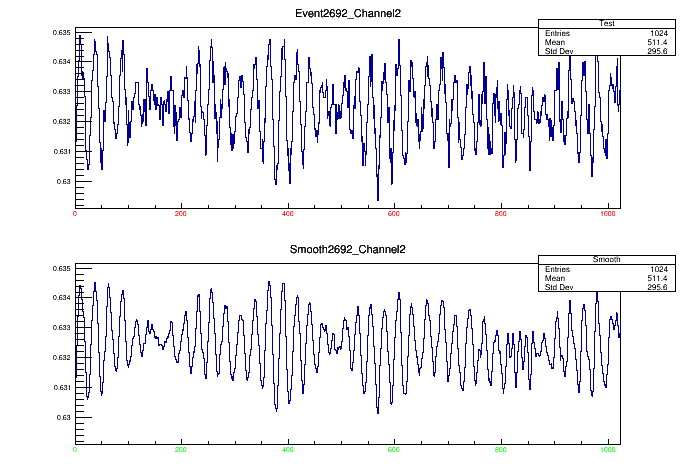 Event2692_Channel2
Test
Entries 1024
Mean 511.4
Std Dev 295.6
0.635
0.634
0.633
0.632
0.631
0.63
0 200 400 600 800 1000
Smooth2692_Channel2
Smooth
Entries 1024
Mean 511.4
Std Dev 295.6
0.635
0.634
0.633
0.632
0.631
0.63
0 200 400 600 800 1000